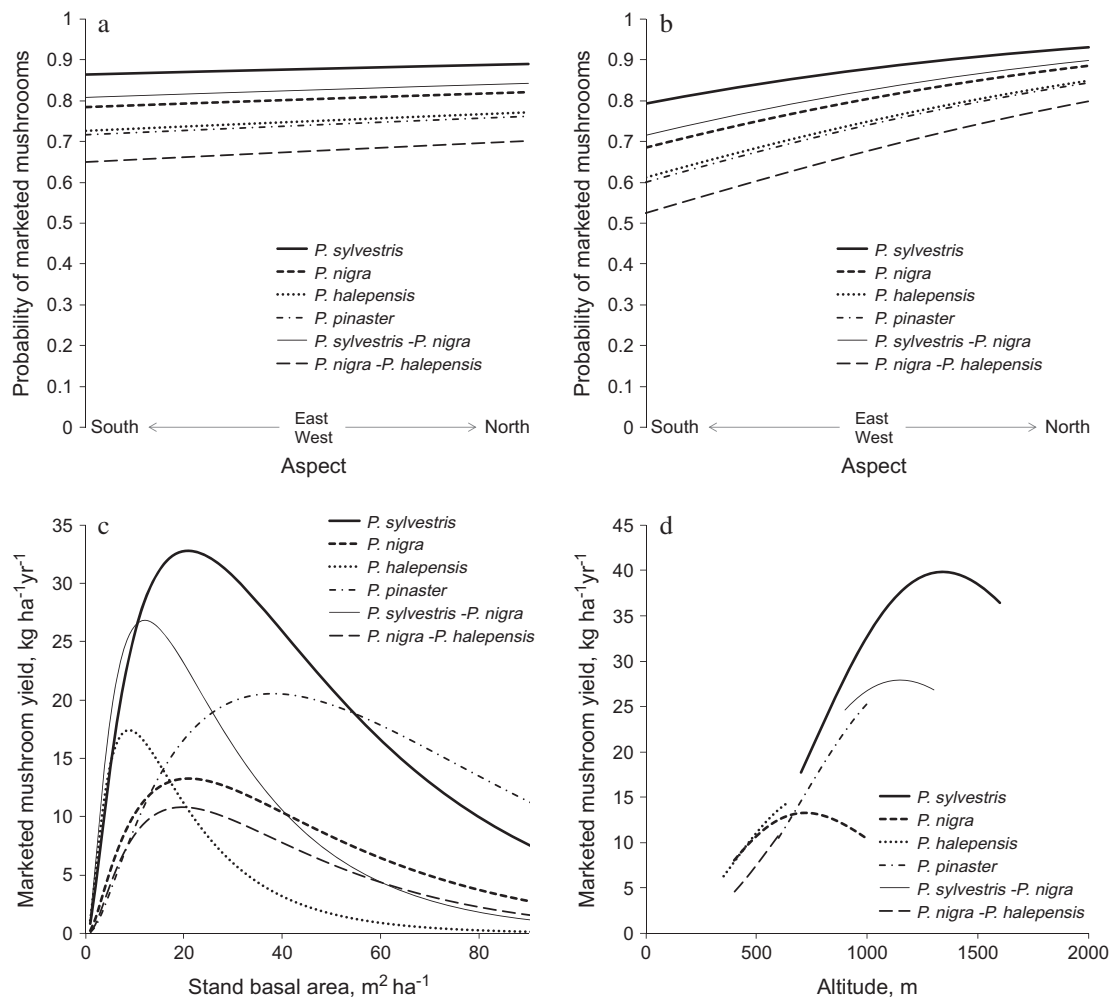 a
Probability of marketed mushroooms
1
0.9
0.8
0.7
0.6
0.5
0.4
0.3
0.2
0.1
0
P. sylvestris
P. nigra
P. halepensis
P. pinaster
P. sylvestris -P. nigra
P. nigra -P. halepensis
South
East
West
North
Aspect
b
Probability of marketed mushrooms
1
0.9
0.8
0.7
0.6
0.5
0.4
0.3
0.2
0.1
0
P. sylvestris
P. nigra
P. halepensis
P. pinaster
P. sylvestris -P. nigra
P. nigra -P. halepensis
South
East
West
North
Aspect
c
Marketed mushroom yield, kg ha⁻¹yr⁻¹
35
30
25
20
15
10
5
0
P. sylvestris
P. nigra
P. halepensis
P. pinaster
P. sylvestris -P. nigra
P. nigra -P. halepensis
0 20 40 60 80
Stand basal area, m² ha⁻¹
d
Marketed mushroom yield, kg ha⁻¹yr⁻¹
45
40
35
30
25
20
15
10
5
0
P. sylvestris
P. nigra
P. halepensis
P. pinaster
P. sylvestris -P. nigra
P. nigra -P. halepensis
0 500 1000 1500 2000
Altitude, m